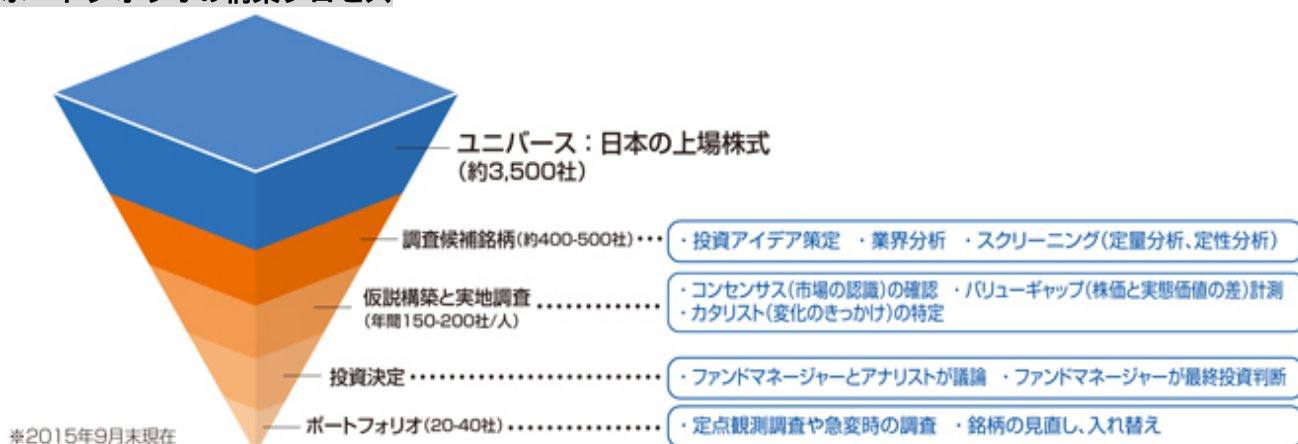 ユニバース：日本の上場株式
(約3,500社)
調査候補銘柄(約400-500社)･･･
・投資アイデア策定 ・業界分析 ・スクリーニング(定量分析、定性分析)
仮説構築と実地調査
(年間150-200社/人)
・コンセンサス(市場の認識)の確認 ・バリューギャップ(株価と実態価値の差)計測
・カタリスト(変化のきっかけ)の特定
投資決定
・ファンドマネージャーとアナリストが議論 ・ファンドマネージャーが最終投資判断
ポートフォリオ(20-40社)
・定点観測調査や急変時の調査 ・銘柄の見直し、入れ替え
※2015年9月末現在